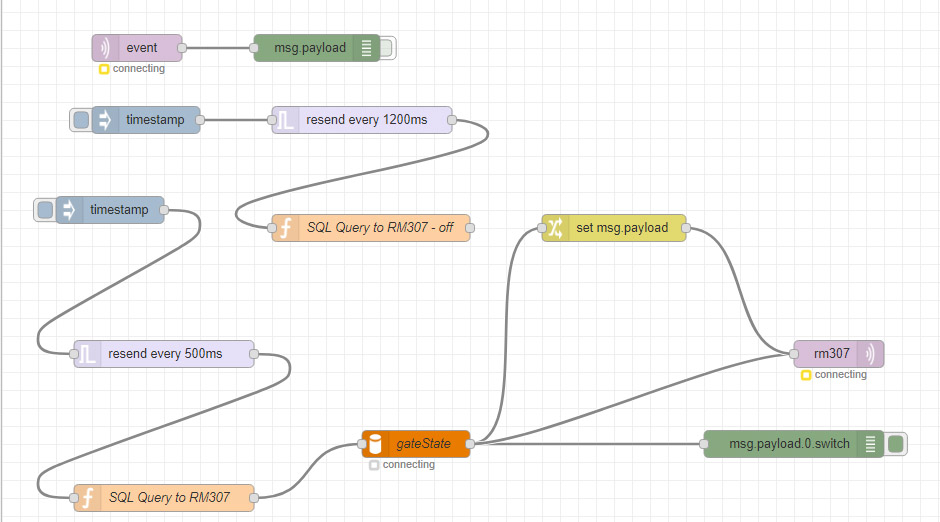 event
msg.payload
connecting
timestamp
resend every 1200ms
timestamp
SQL Query to RM307 - off
set msg.payload
resend every 500ms
rm307
connecting
gateState
msg.payload.0.switch
connecting
SQL Query to RM307